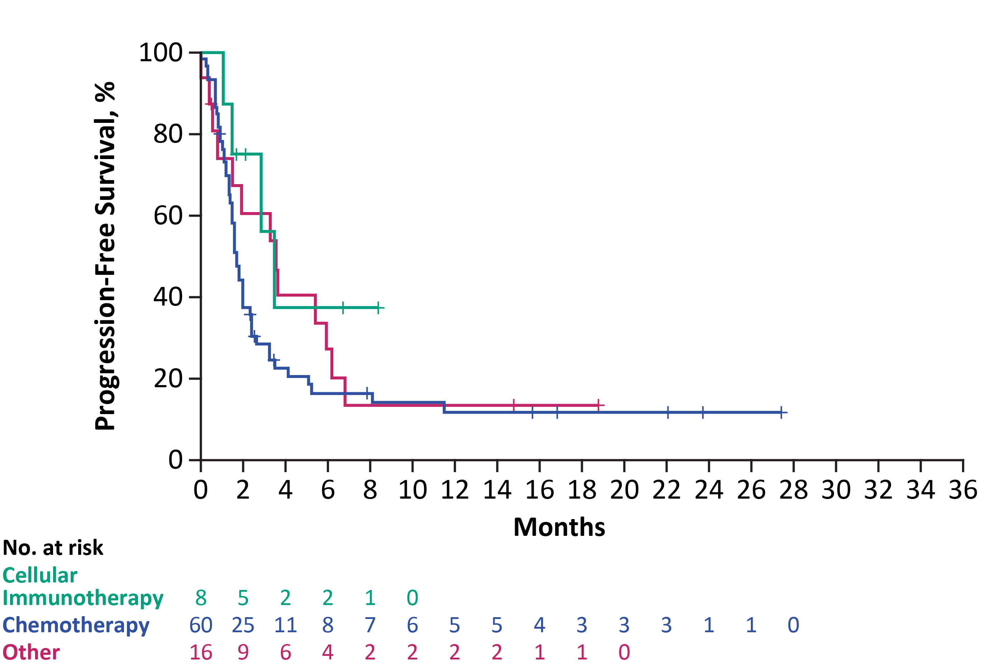 Progression-Free Survival, %
100
80
60
40
20
0
0 2 4 6 8 10 12 14 16 18 20 22 24 26 28 30 32 34 36
Months
No. at risk
Cellular
Immunotherapy 8 5 2 2 1 0
Chemotherapy 60 25 11 8 7 6 5 5 4 3 3 3 1 1 0
Other 16 9 6 4 2 2 2 2 1 1 0